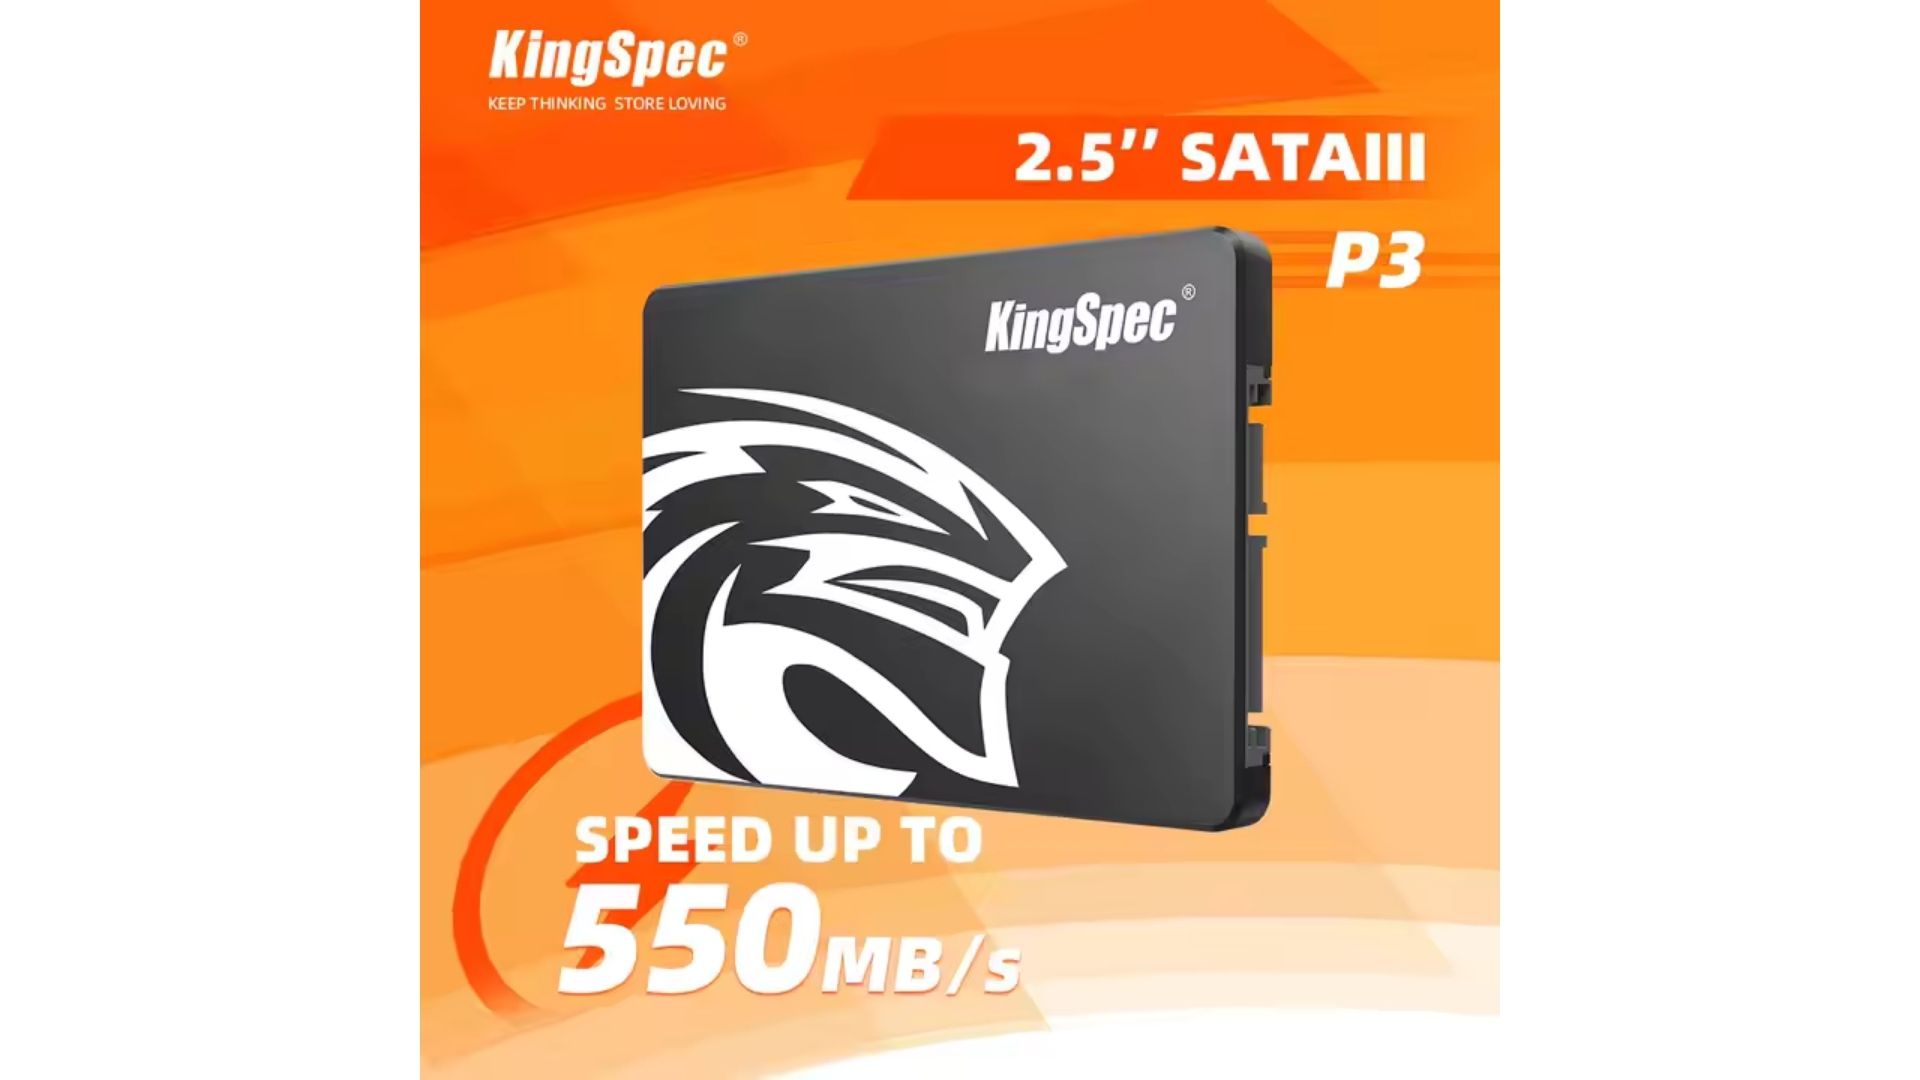 KingSpec®
KEEP THINKING STORE LOVING
2.5’’ SATAIII
P3
KingSpec®
SPEED UP TO
550MB/s